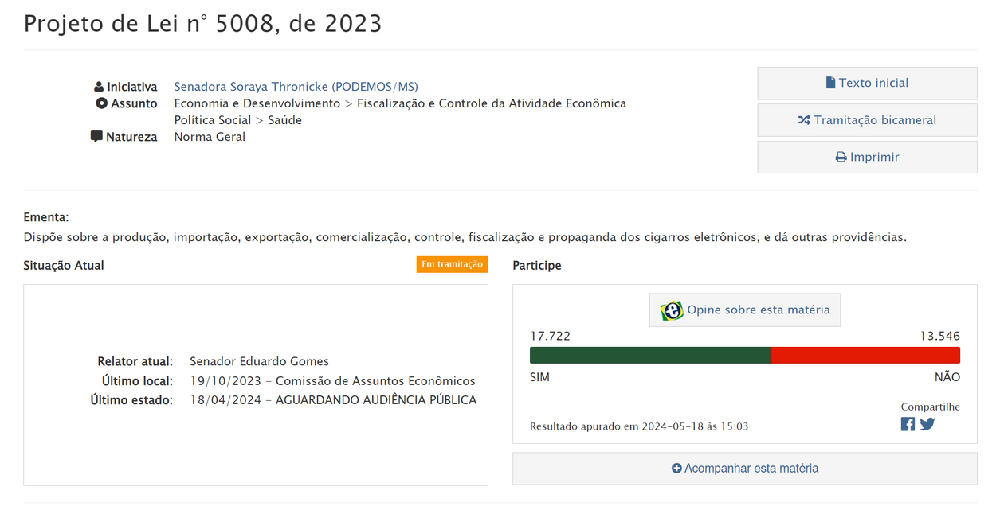 Projeto de Lei n° 5008, de 2023
Iniciativa Senadora Soraya Thronicke (PODEMOS/MS)
Assunto Economia e Desenvolvimento > Fiscalização e Controle da Atividade Econômica
Política Social > Saúde
Natureza Norma Geral
Texto inicial
Tramitação bicameral
Imprimir
Ementa:
Dispõe sobre a produção, importação, exportação, comercialização, controle, fiscalização e propaganda dos cigarros eletrônicos, e dá outras providências.
Situação Atual Em tramitação
Relator atual: Senador Eduardo Gomes
Último local: 19/10/2023 - Comissão de Assuntos Econômicos
Último estado: 18/04/2024 - AGUARDANDO AUDIÊNCIA PÚBLICA
Participe
e Opine sobre esta matéria
17.722 13.546
SIM NÃO
Compartilhe
Resultado apurado em 2024-05-18 às 15:03
Acompanhar esta matéria